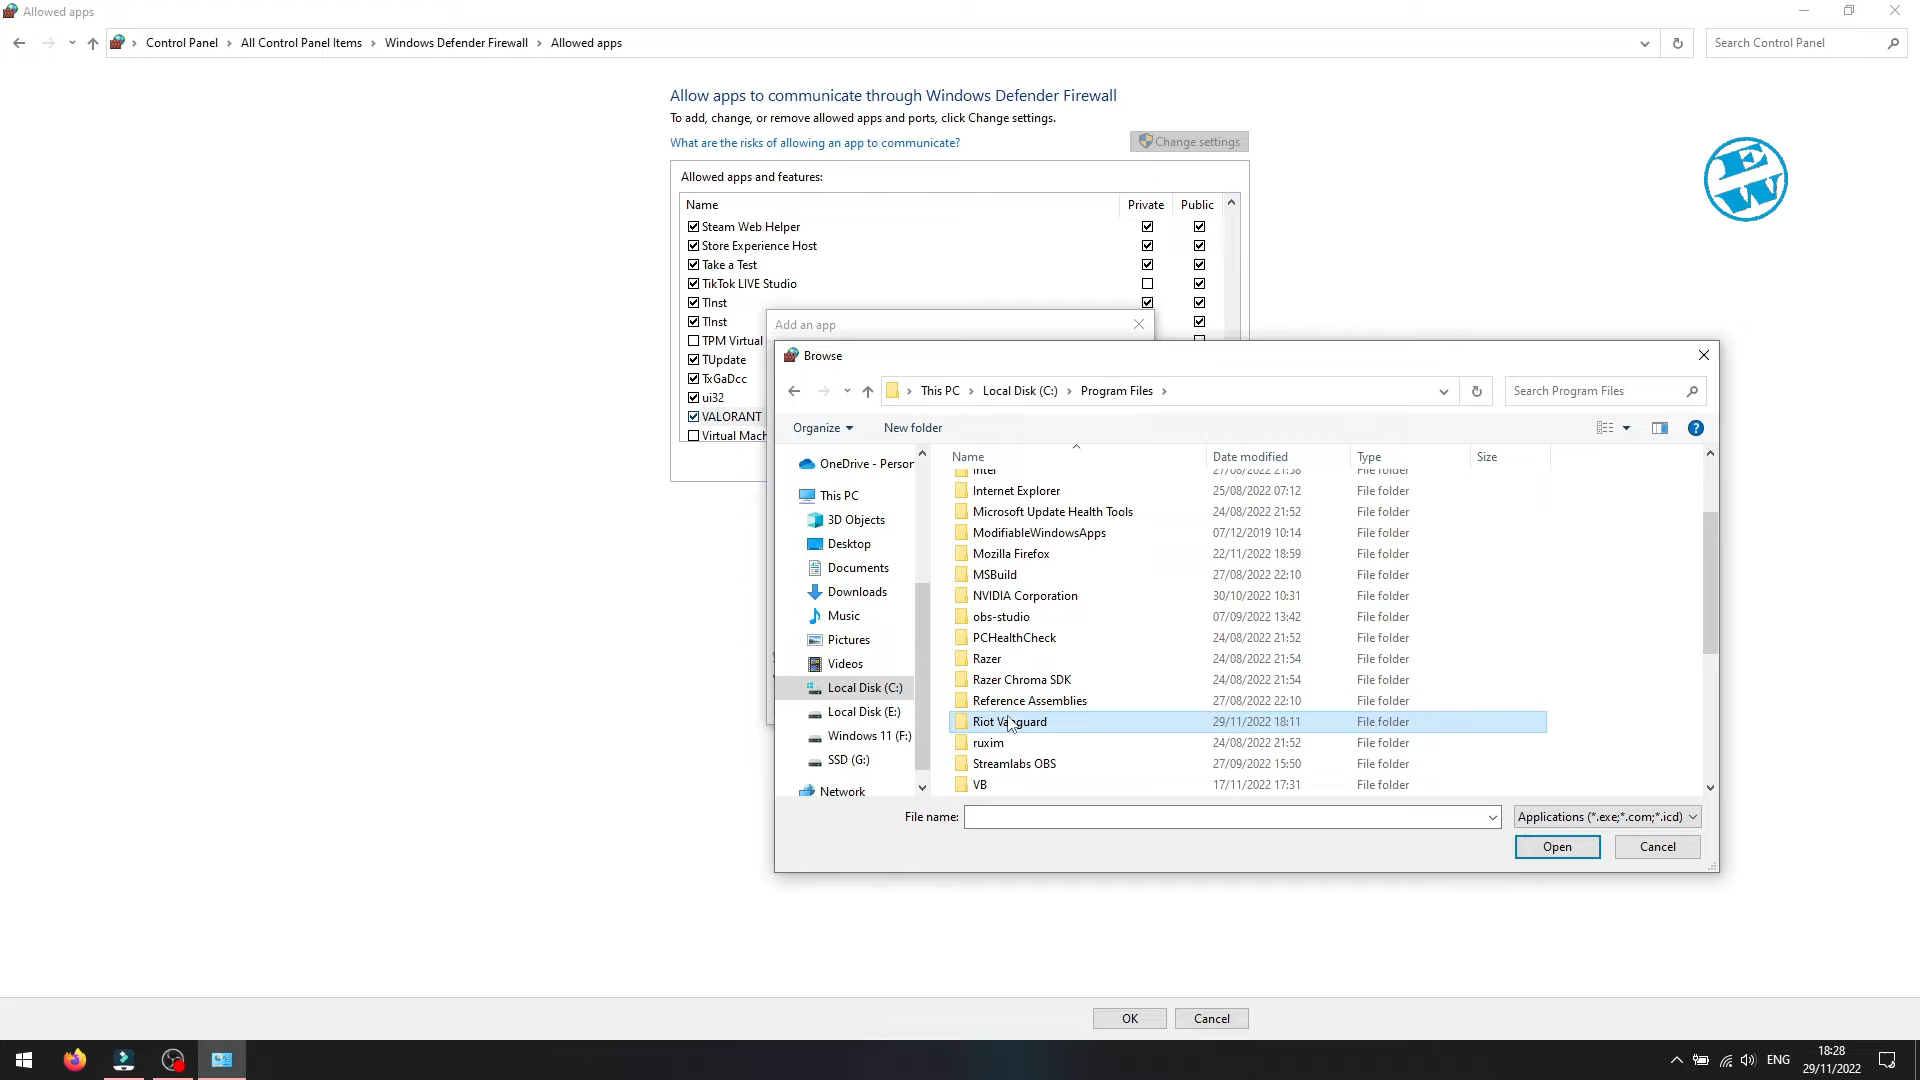 Allowed apps
Control Panel > All Control Panel Items > Windows Defender Firewall > Allowed apps
Search Control Panel
Allow apps to communicate through Windows Defender Firewall
To add, change, or remove allowed apps and ports, click Change settings.
What are the risks of allowing an app to communicate?
Change settings
Allowed apps and features:
Name Private Public
Steam Web Helper
Store Experience Host
Take a Test
TikTok LIVE Studio
TInst
TInst
TPM Virtual
TUpdate
TxGaDcc
ui32
VALORANT
Virtual Mach
EW
Add an app
Browse
This PC > Local Disk (C:) > Program Files >
Search Program Files
Organize New folder
OneDrive - Person
This PC
3D Objects
Desktop
Documents
Downloads
Music
Pictures
Videos
Local Disk (C:)
Local Disk (E:)
Windows 11 (F:)
SSD (G:)
Network
Name Date modified Type Size
Intel 27/08/2022 21:58 File folder
Internet Explorer 25/08/2022 07:12 File folder
Microsoft Update Health Tools 24/08/2022 21:52 File folder
ModifiableWindowsApps 07/12/2019 10:14 File folder
Mozilla Firefox 22/11/2022 18:59 File folder
MSBuild 27/08/2022 22:10 File folder
NVIDIA Corporation 30/10/2022 10:31 File folder
obs-studio 07/09/2022 13:42 File folder
PCHealthCheck 24/08/2022 21:52 File folder
Razer 24/08/2022 21:54 File folder
Razer Chroma SDK 24/08/2022 21:54 File folder
Reference Assemblies 27/08/2022 22:10 File folder
Riot Vanguard 29/11/2022 18:11 File folder
ruxim 24/08/2022 21:52 File folder
Streamlabs OBS 27/09/2022 15:50 File folder
VB 17/11/2022 17:31 File folder
File name: Applications (*.exe;*.com;*.icd)
Open Cancel
OK Cancel
ENG
18:28
29/11/2022